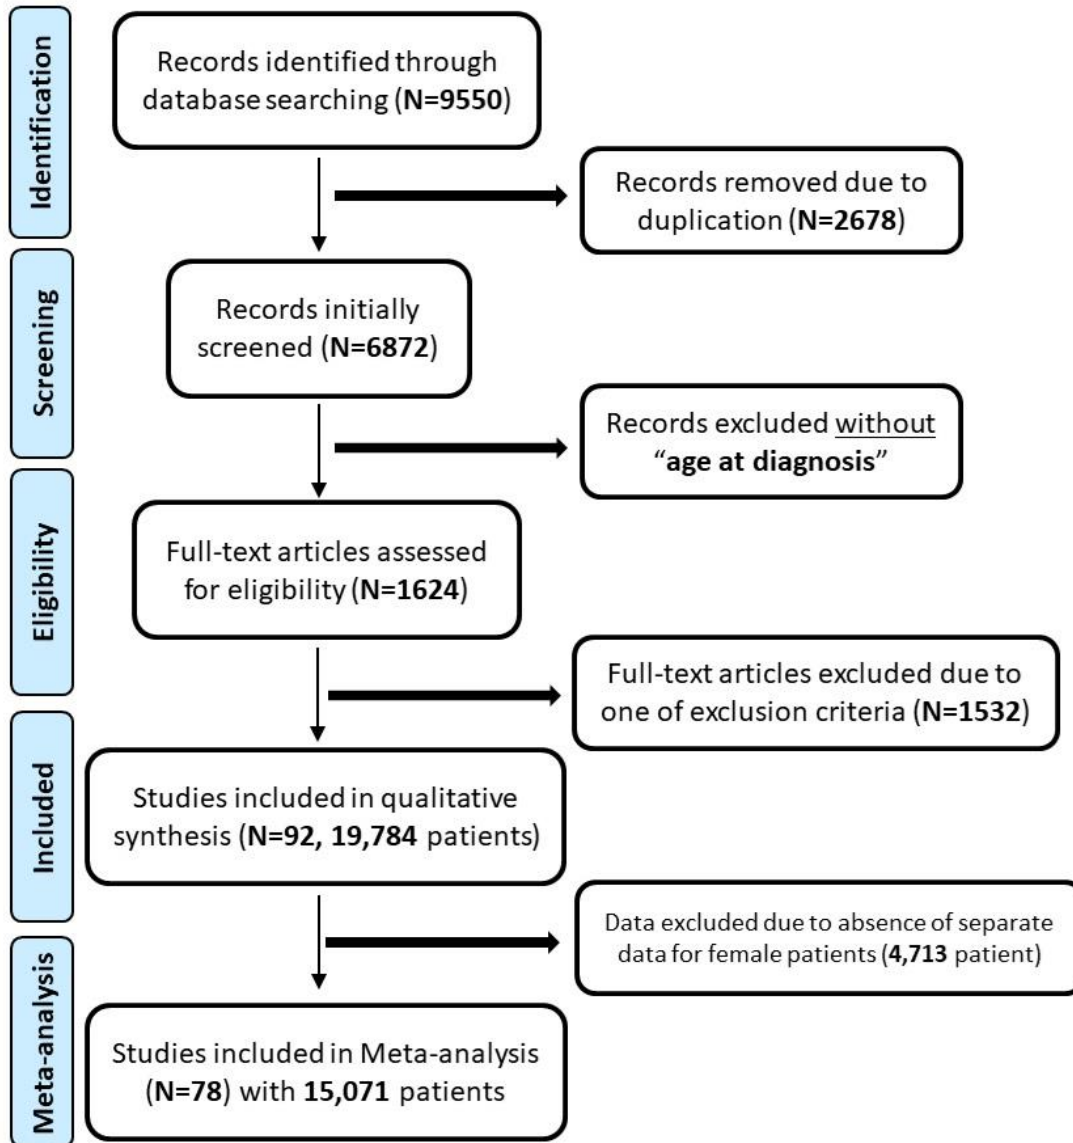 Identification
Records identified through
database searching (N=9550)
Records removed due to
duplication (N=2678)
Screening
Records initially
screened (N=6872)
Records excluded without
“age at diagnosis”
Eligibility
Full-text articles assessed
for eligibility (N=1624)
Full-text articles excluded due to
one of exclusion criteria (N=1532)
Included
Studies included in qualitative
synthesis (N=92, 19,784 patients)
Data excluded due to absence of separate
data for female patients (4,713 patient)
Meta-analysis
Studies included in Meta-analysis
(N=78) with 15,071 patients